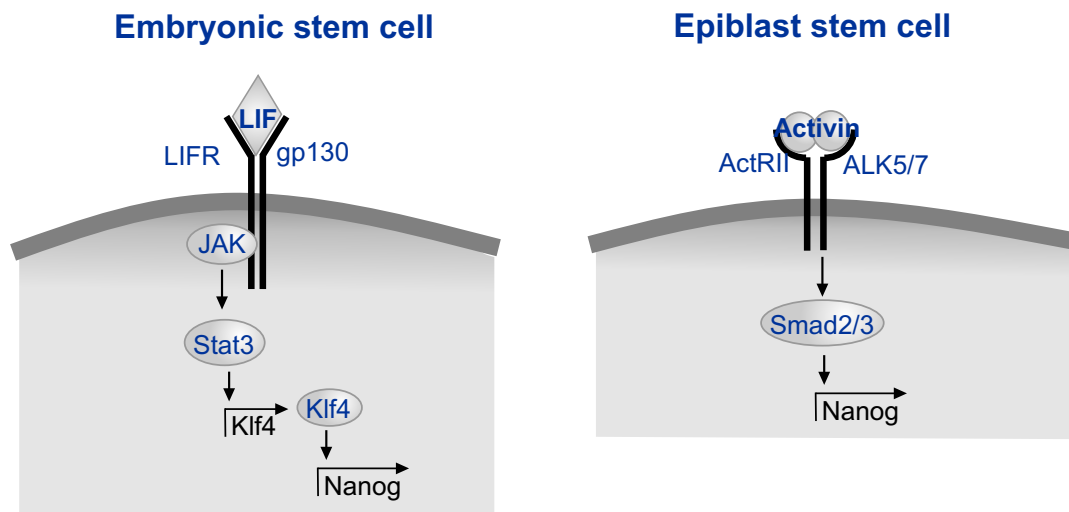 Embryonic stem cell
LIF
LIFR
gp130
JAK
Stat3
Klf4
Klf4
Nanog
Epiblast stem cell
Activin
ActRII
ALK5/7
Smad2/3
Nanog